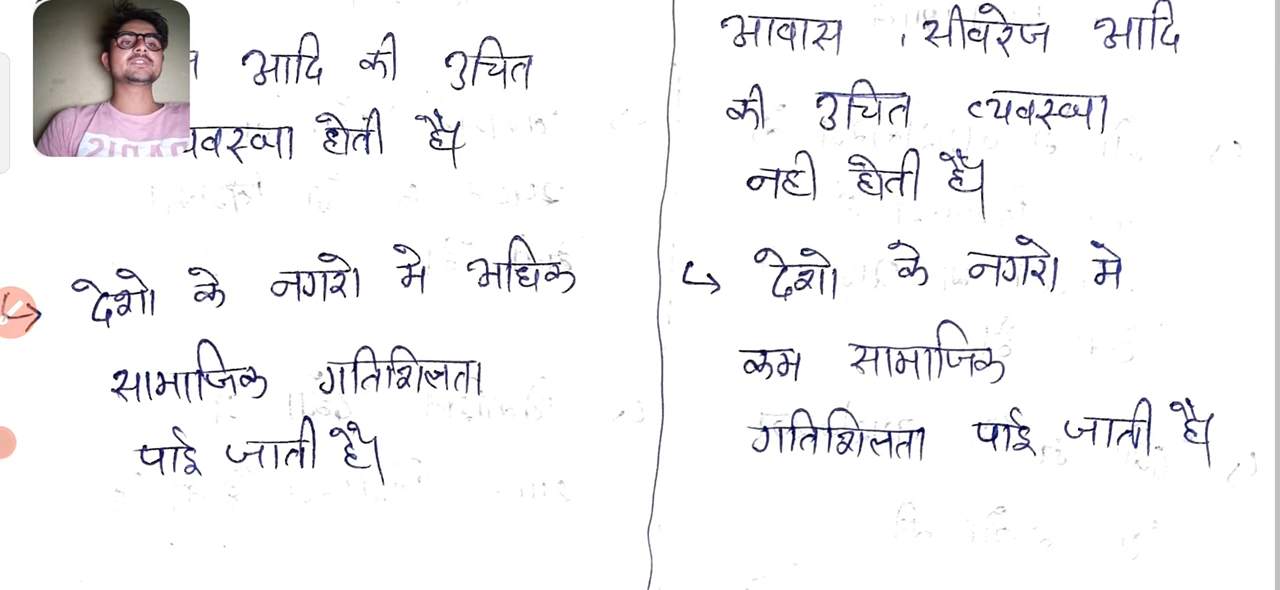 आदि की उचित
व्यवस्था होती है।
देशो के नगरो मे अधिक
सामाजिक गतिशिलता
पाई जाती है।
आवास , सीवरेज आदि
की उचित व्यवस्था
नही होती है।
देशो के नगरो मे
कम सामाजिक
गतिशिलता पाई जाती है।